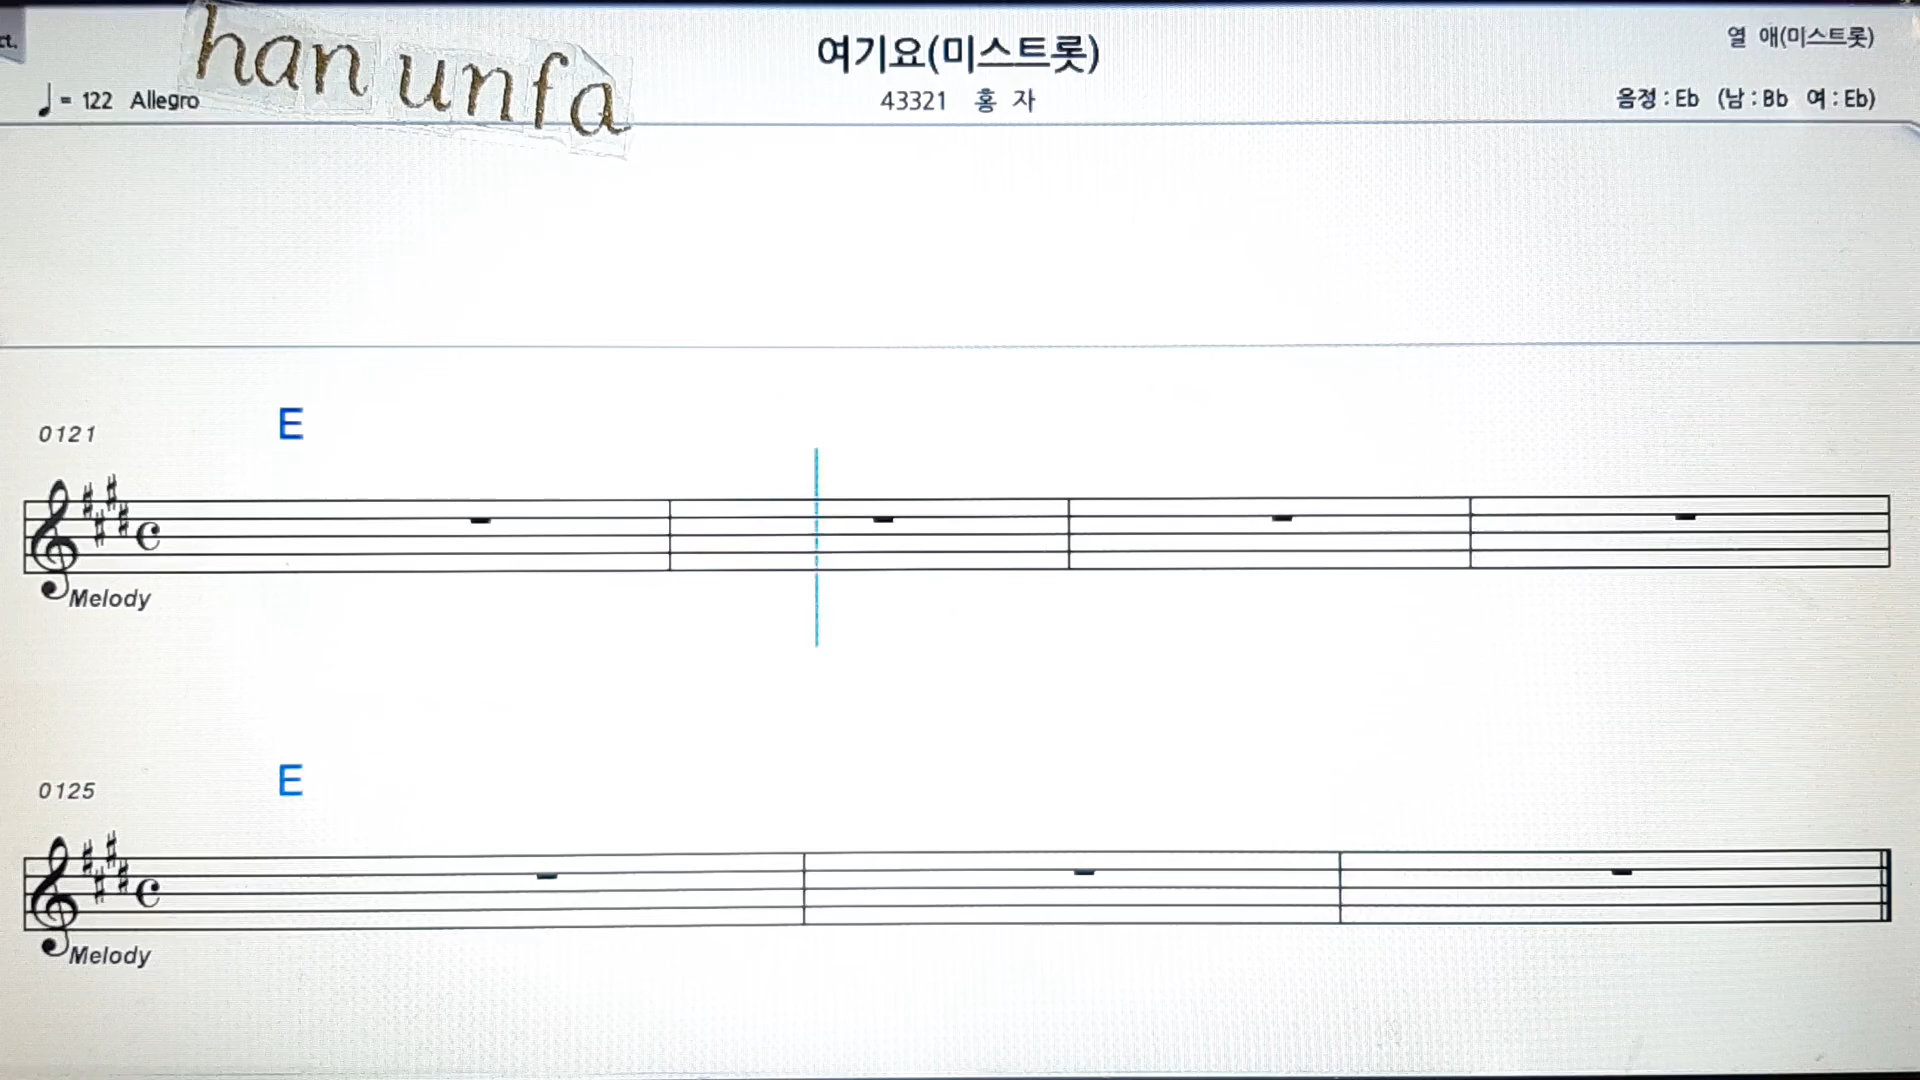 ct.
han unfa
여기요(미스트롯)
열 애(미스트롯)
♩= 122 Allegro
43321 홍 자
음정 : Eb (남 : Bb 여 : Eb)
0121
E
Melody
0125
E
Melody